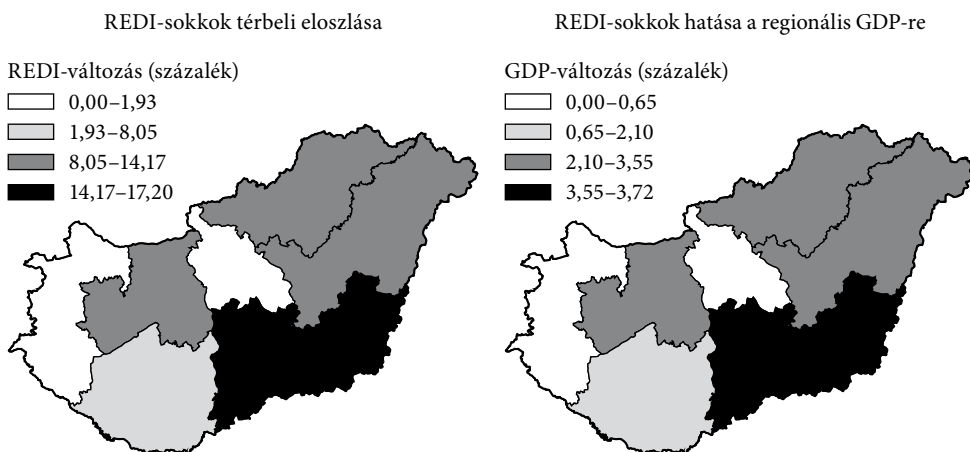 REDI-sokkok térbeli eloszlása
REDI-változás (százalék)
0,00–1,93
1,93–8,05
8,05–14,17
14,17–17,20
REDI-sokkok hatása a regionális GDP-re
GDP-változás (százalék)
0,00–0,65
0,65–2,10
2,10–3,55
3,55–3,72